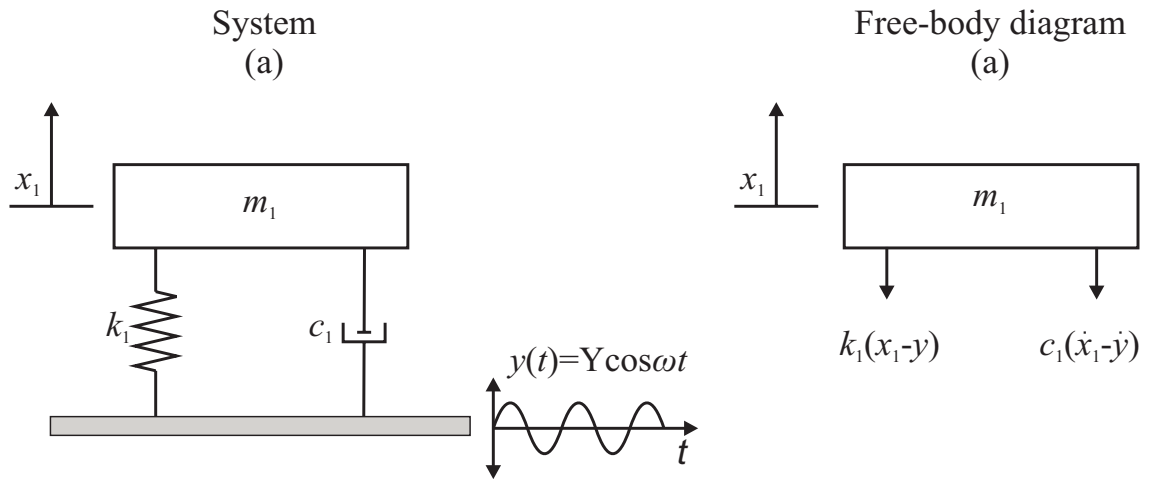 System
(a)
x₁
m₁
k₁
c₁
y(t)=Ycosωt
t
Free-body diagram
(a)
x₁
m₁
k₁(x₁-y)
c₁(ẋ₁-ẏ)